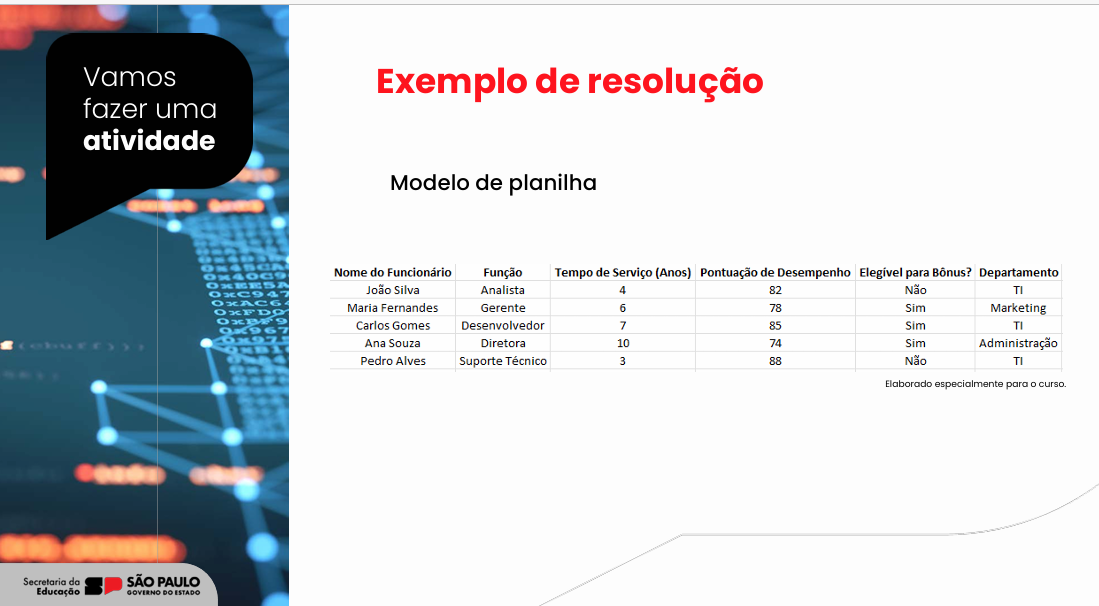 Vamos
fazer uma
atividade
Exemplo de resolução
Modelo de planilha
Nome do Funcionário Função Tempo de Serviço (Anos) Pontuação de Desempenho Elegível para Bônus? Departamento
João Silva Analista 4 82 Não TI
Maria Fernandes Gerente 6 78 Sim Marketing
Carlos Gomes Desenvolvedor 7 85 Sim TI
Ana Souza Diretora 10 74 Sim Administração
Pedro Alves Suporte Técnico 3 88 Não TI
Elaborado especialmente para o curso.
Secretaria da
Educação
SÃO PAULO
GOVERNO DO ESTADO